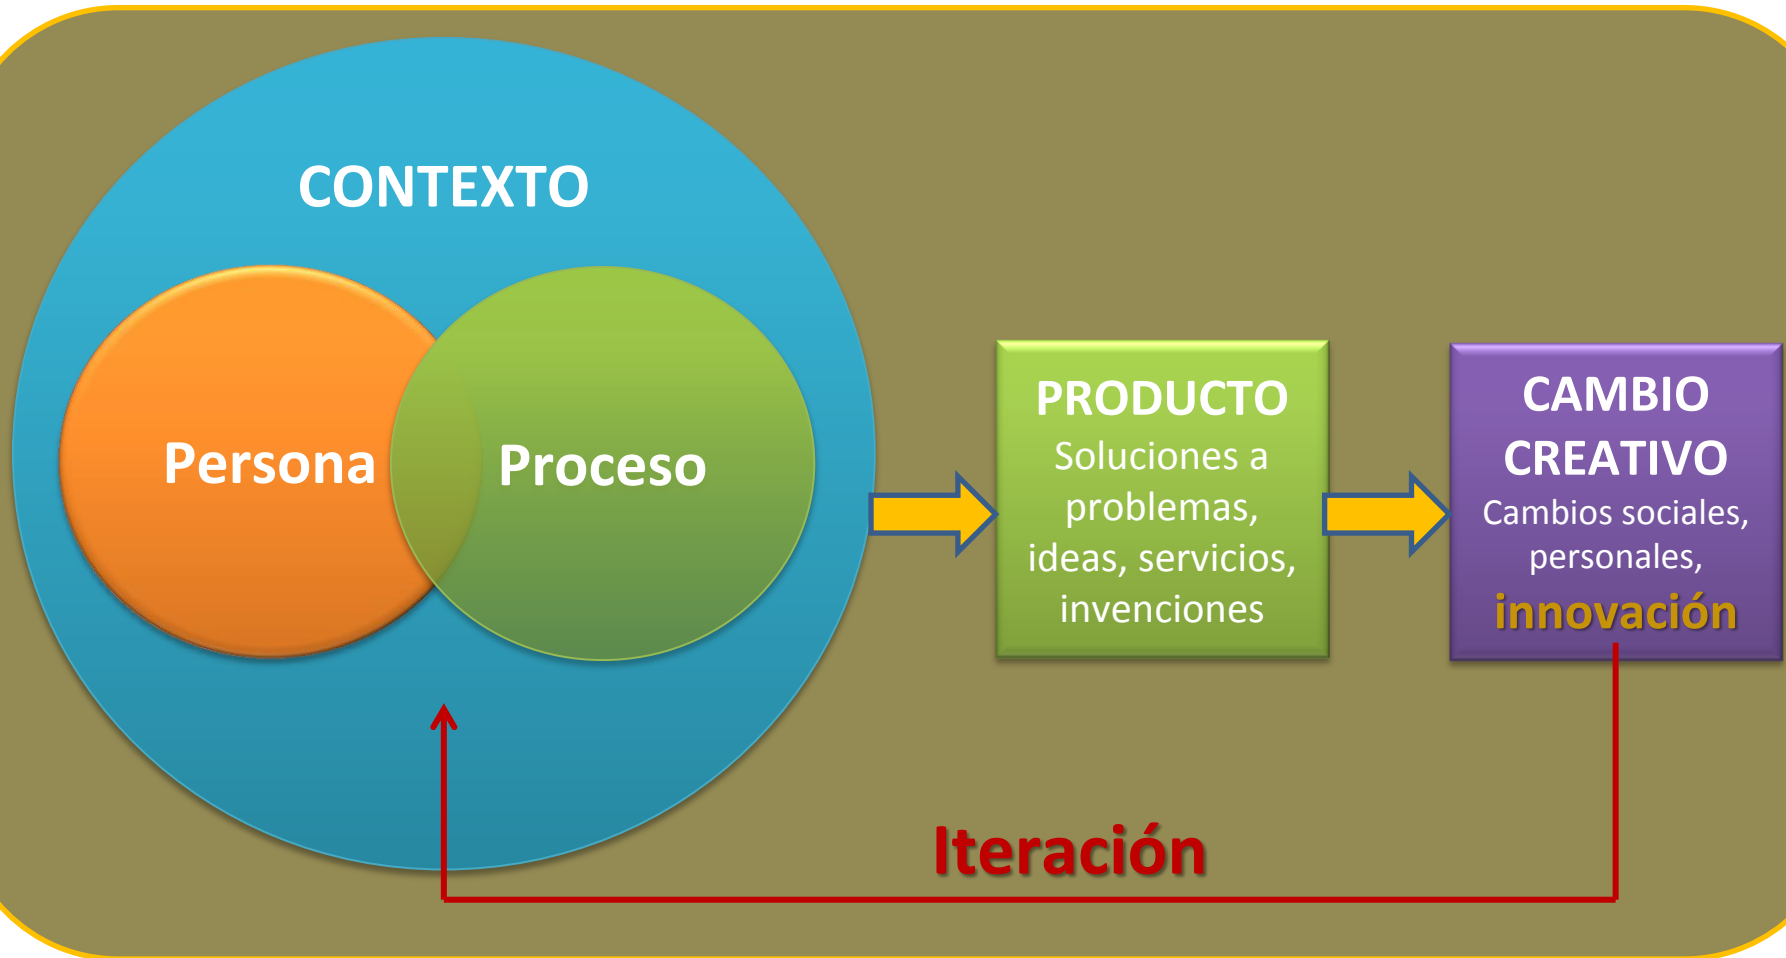 CONTEXTO
Persona
Proceso
PRODUCTO
Soluciones a
problemas,
ideas, servicios,
invenciones
CAMBIO
CREATIVO
Cambios sociales,
personales,
innovación
Iteración